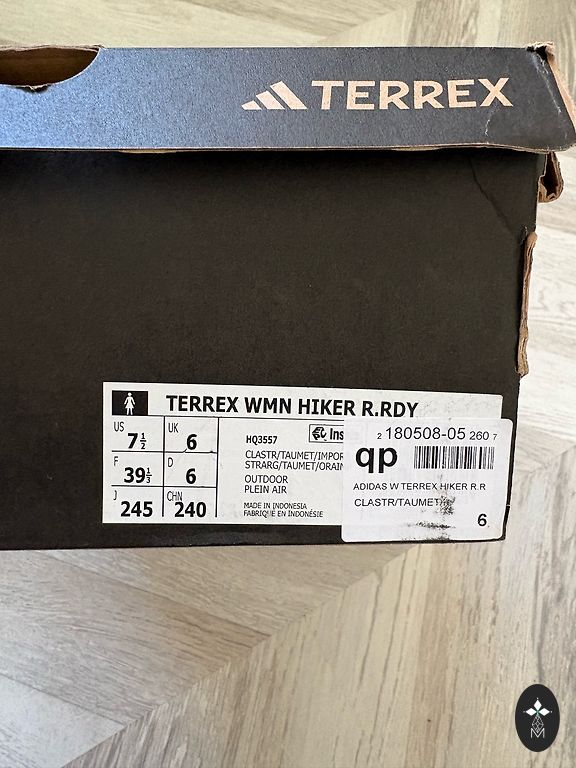 TERREX
TERREX WMN HIKER R.RDY
US
7½
UK
6
F
39⅓
D
6
J
245
CHN
240
HQ3557
CLASTR/TAUMET/IMPOR
STRARG/TAUMET/ORAIN
OUTDOOR
PLEIN AIR
MADE IN INDONESIA
FABRIQUE EN INDONÉSIE
2 180508-05 260 7
qp
ADIDAS W TERREX HIKER R.R
CLASTR/TAUMET
6